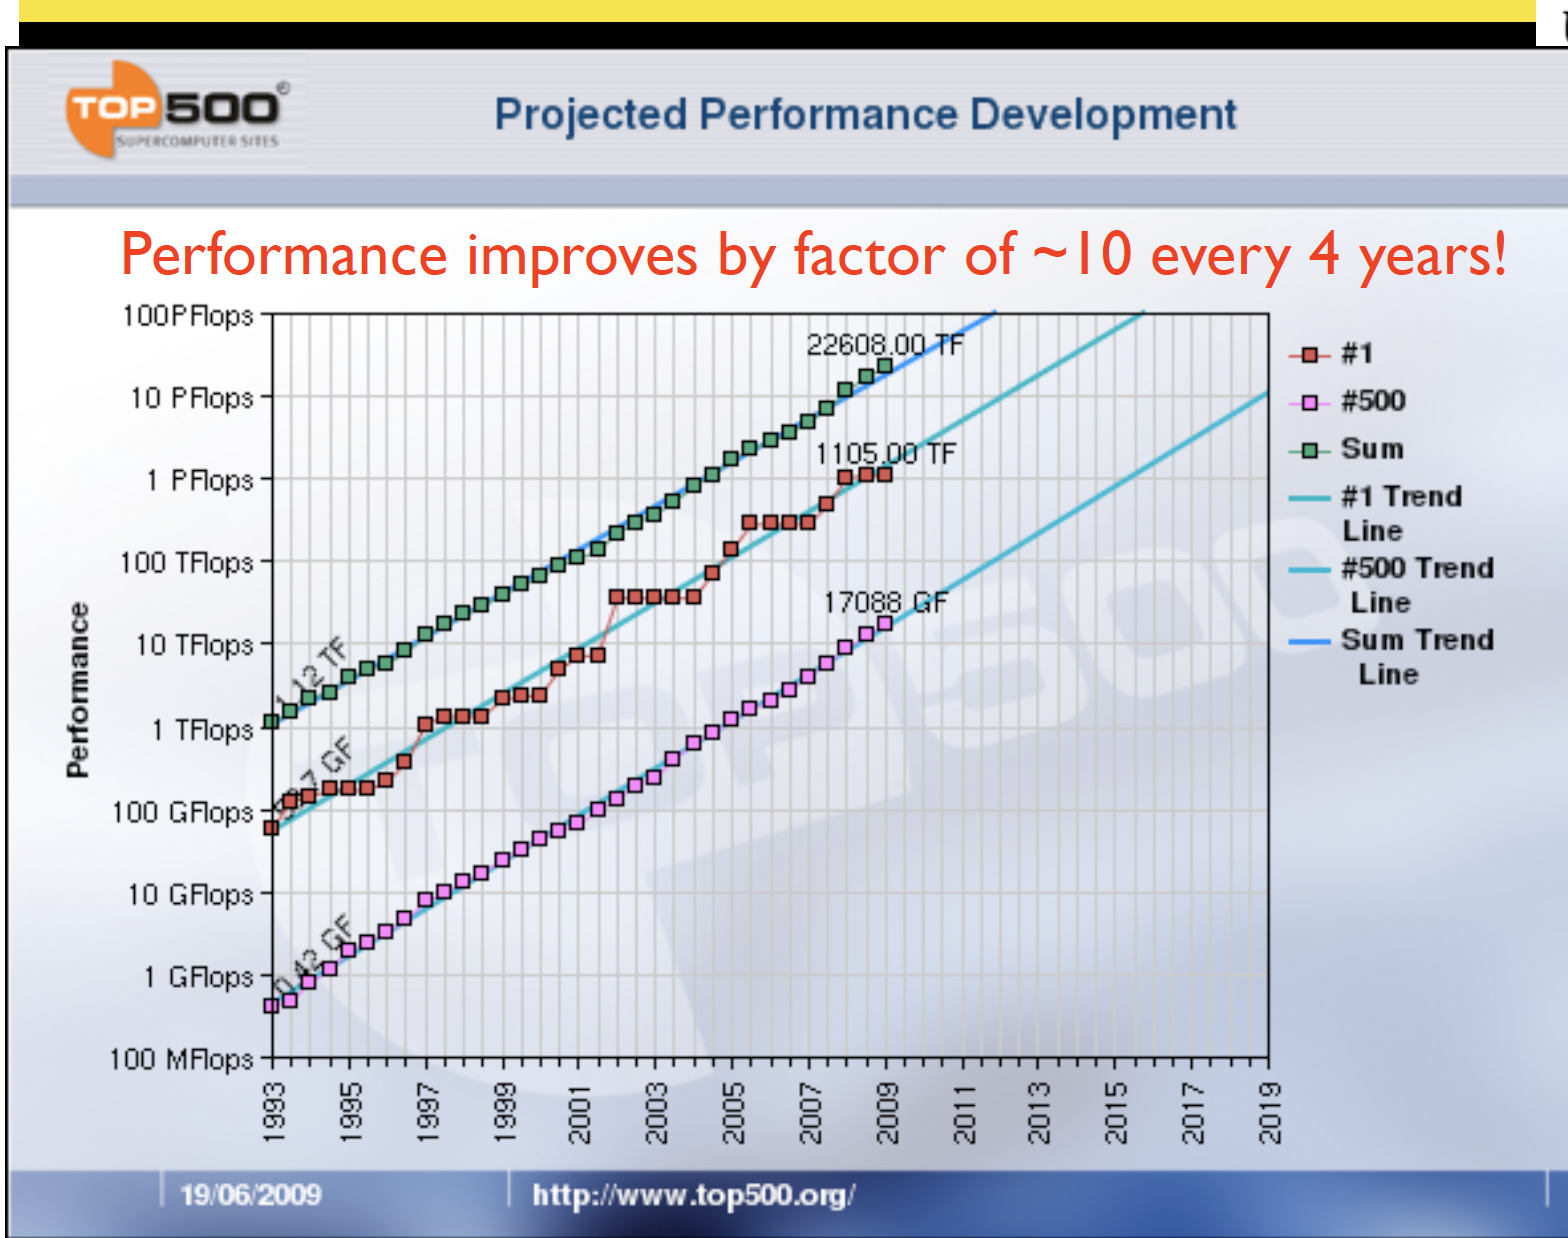 TOP 500©
SUPERCOMPUTER SITES
Projected Performance Development
Performance improves by factor of ~10 every 4 years!
100PFlops
10 PFlops
1 PFlops
100 TFlops
10 TFlops
1 TFlops
100 GFlops
10 GFlops
1 GFlops
100 MFlops
Performance
22608.00 TF
1105.00 TF
17088 GF
1.12 TF
GF
0.42 GF
1993
1995
1997
1999
2001
2003
2005
2007
2009
2011
2013
2015
2017
2019
#1
#500
Sum
#1 Trend
Line
#500 Trend
Line
Sum Trend
Line
TOP500
19/06/2009
http://www.top500.org/